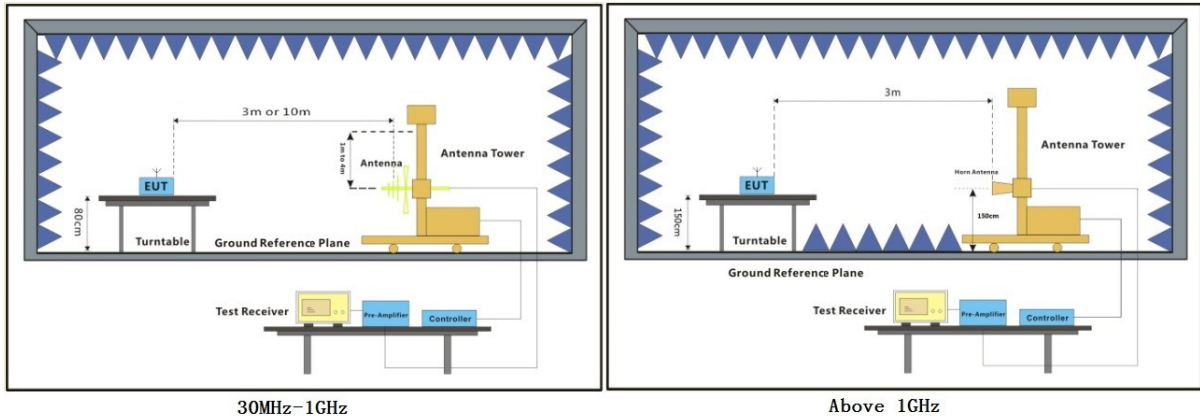 3m or 10m
1m to 4m
Antenna
Antenna Tower
EUT
80cm
Turntable
Ground Reference Plane
Test Receiver
Pre-Amplifier
Controller
30MHz-1GHz
3m
Antenna Tower
Horn Antenna
EUT
150cm
150cm
Turntable
Ground Reference Plane
Test Receiver
Pre-Amplifier
Controller
Above 1GHz